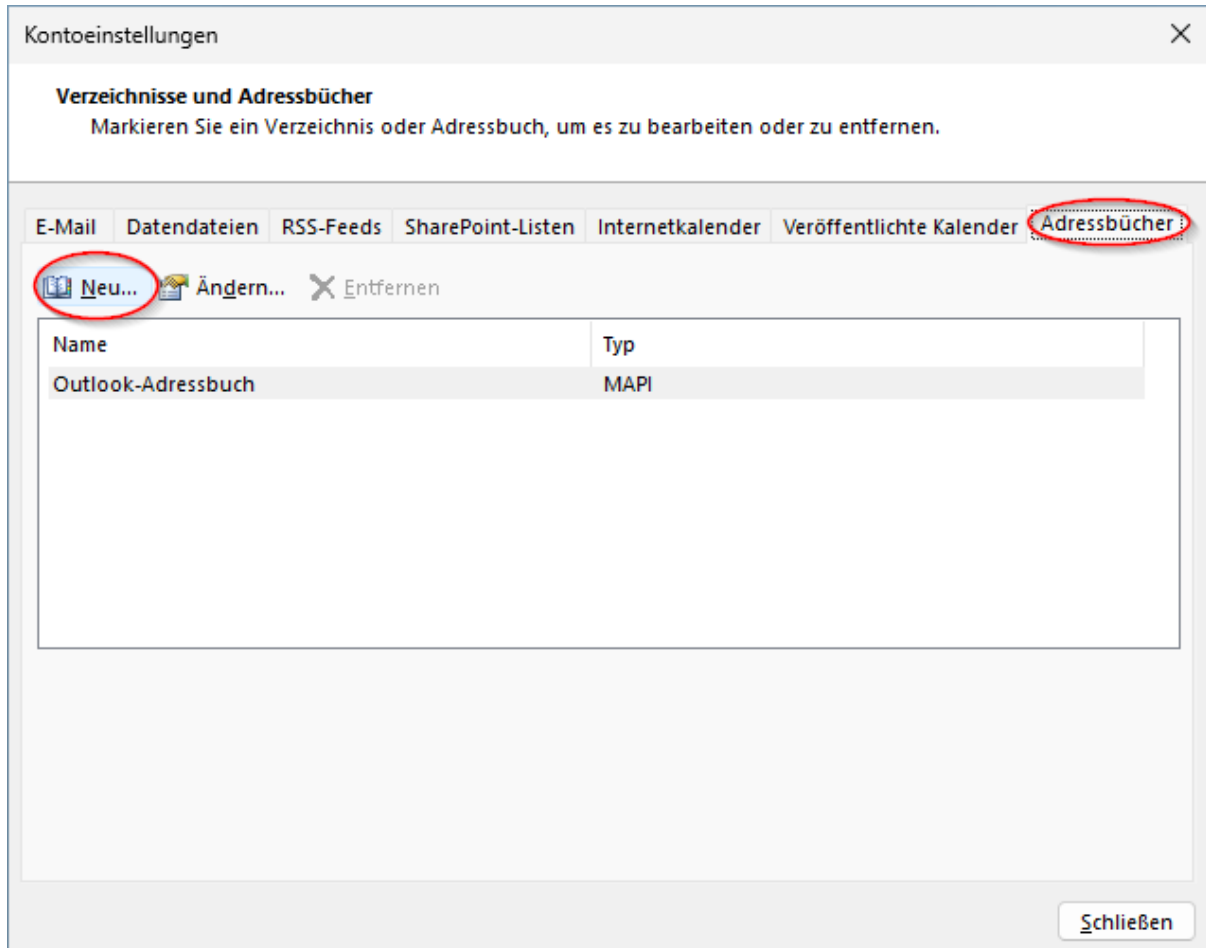 Kontoeinstellungen
Verzeichnisse und Adressbücher
Markieren Sie ein Verzeichnis oder Adressbuch, um es zu bearbeiten oder zu entfernen.
E-Mail Datendateien RSS-Feeds SharePoint-Listen Internetkalender Veröffentlichte Kalender Adressbücher
Neu... Ändern... Entfernen
Name Typ
Outlook-Adressbuch MAPI
Schließen